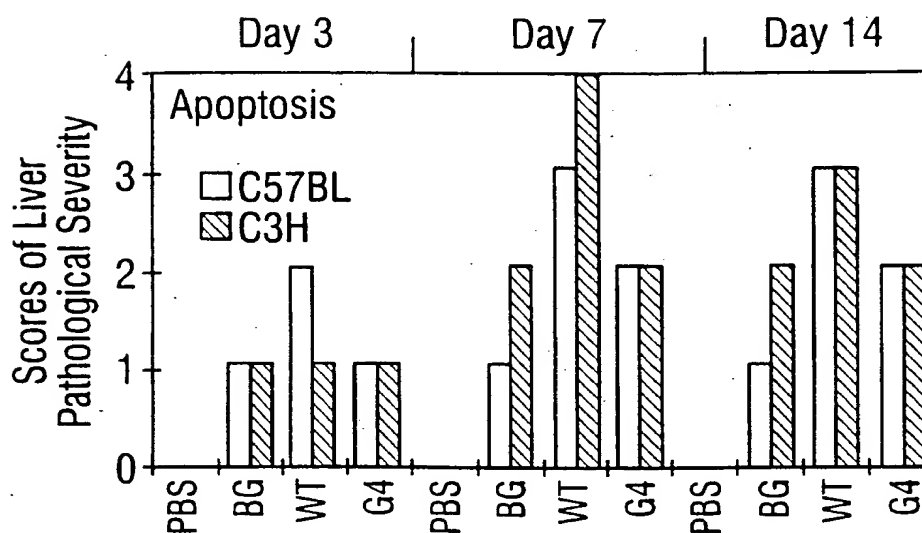 Day 3 Day 7 Day 14
Apoptosis
C57BL
C3H
Scores of Liver
Pathological Severity
4
3
2
1
0
PBS BG WT G4 PBS BG WT G4 PBS BG WT G4